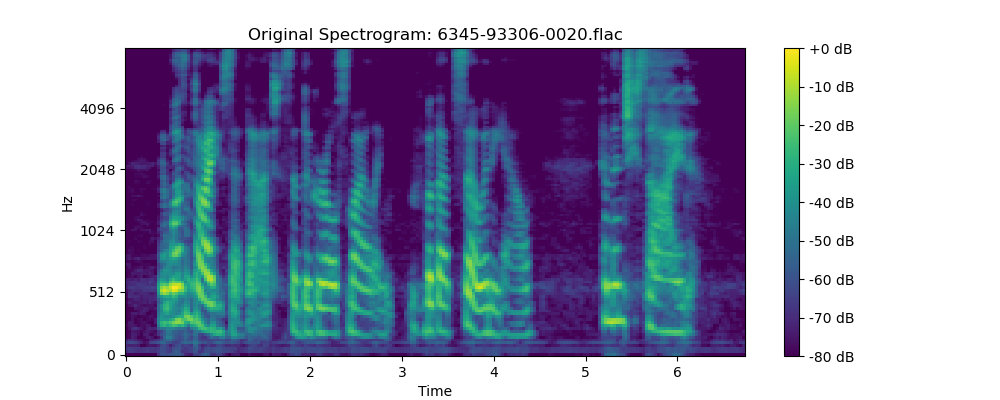 Original Spectrogram: 6345-93306-0020.flac
Hz
4096
2048
1024
512
0
0 1 2 3 4 5 6
Time
+0 dB
-10 dB
-20 dB
-30 dB
-40 dB
-50 dB
-60 dB
-70 dB
-80 dB